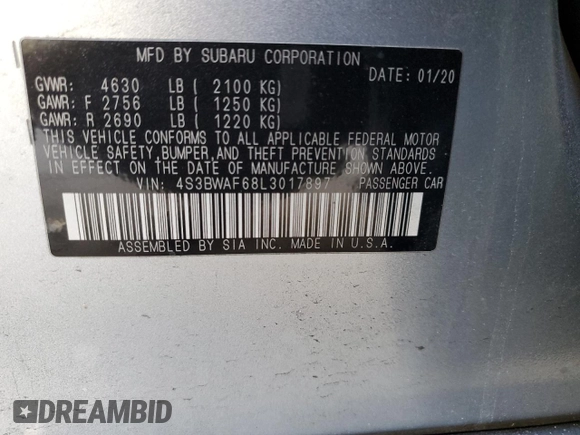 MFD BY SUBARU CORPORATION
DATE: 01/20
GVWR: 4630 LB ( 2100 KG)
GAWR: F 2756 LB ( 1250 KG)
GAWR: R 2690 LB ( 1220 KG)
THIS VEHICLE CONFORMS TO ALL APPLICABLE FEDERAL MOTOR
VEHICLE SAFETY, BUMPER, AND THEFT PREVENTION STANDARDS
IN EFFECT ON THE DATE OF MANUFACTURE SHOWN ABOVE.
VIN: 4S3BWAF68L3017897 PASSENGER CAR
ASSEMBLED BY SIA INC. MADE IN U.S.A.
DREAMBID